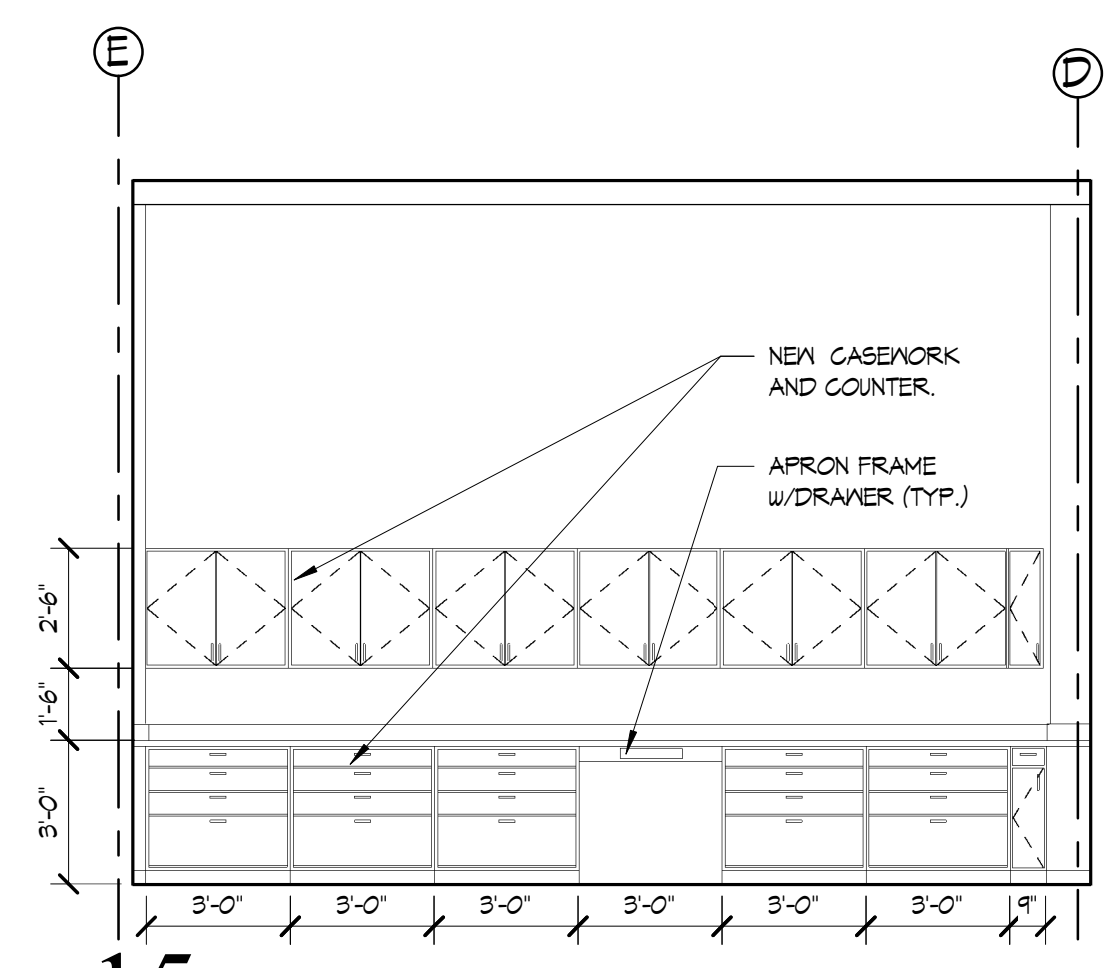 E
D
NEW CASEWORK
AND COUNTER.
APRON FRAME
W/DRAWER (TYP.)
2'-6"
1'-6"
3'-0"
3'-0"
3'-0"
3'-0"
3'-0"
3'-0"
3'-0"
9"